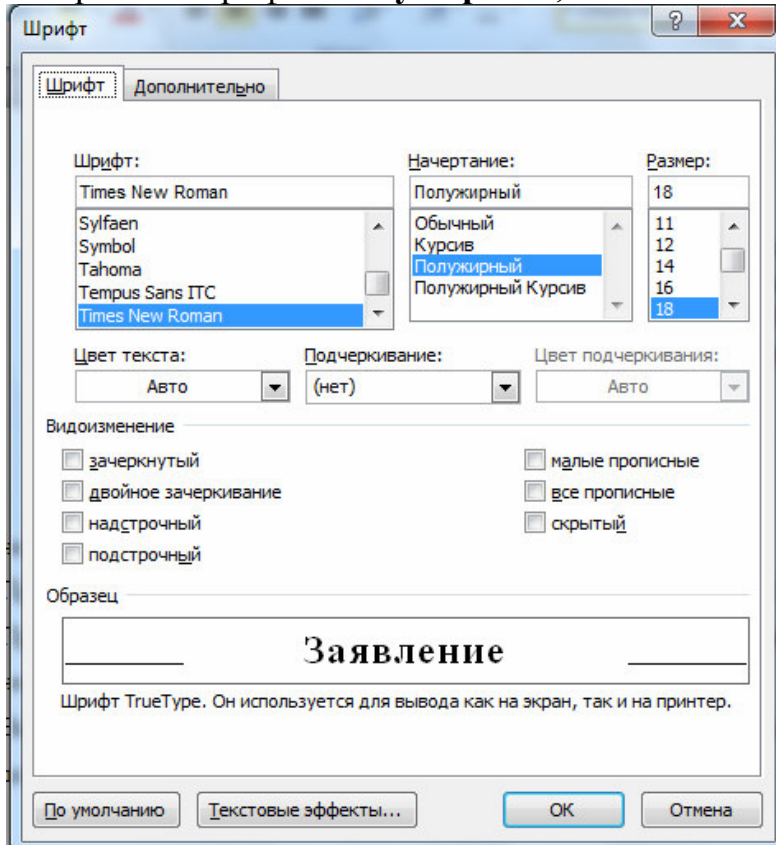 Шрифт
Шрифт Дополнительно
Шрифт: Начертание: Размер:
Times New Roman Полужирный 18
Sylfaen Обычный 11
Symbol Курсив 12
Tahoma Полужирный 14
Tempus Sans ITC Полужирный Курсив 16
Times New Roman 18
Цвет текста: Подчеркивание: Цвет подчеркивания:
Авто (нет) Авто
Видоизменение
зачеркнутый малые прописные
двойное зачеркивание все прописные
надстрочный скрытый
подстрочный
Образец
Заявление
Шрифт TrueType. Он используется для вывода как на экран, так и на принтер.
По умолчанию Текстовые эффекты... ОК Отмена